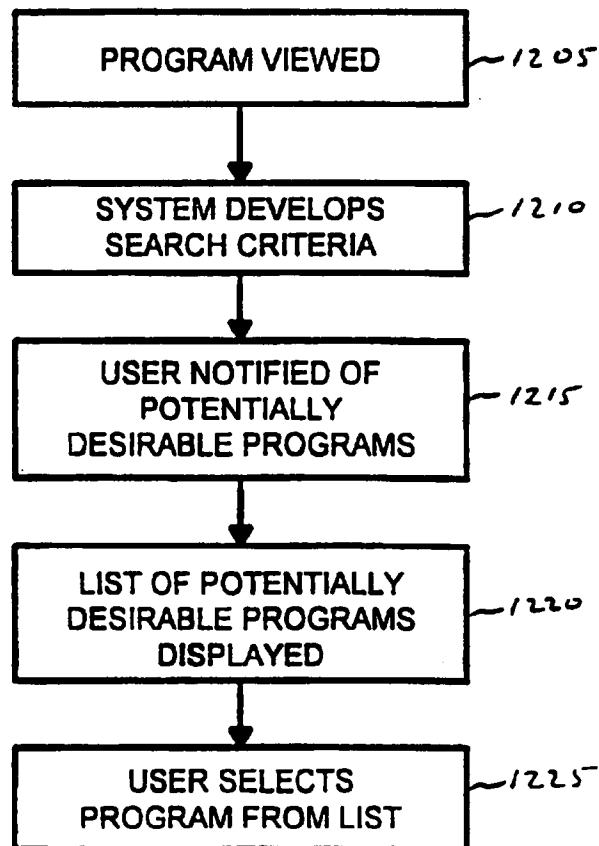 PROGRAM VIEWED
1205
SYSTEM DEVELOPS
SEARCH CRITERIA
1210
USER NOTIFIED OF
POTENTIALLY
DESIRABLE PROGRAMS
1215
LIST OF POTENTIALLY
DESIRABLE PROGRAMS
DISPLAYED
1220
USER SELECTS
PROGRAM FROM LIST
1225